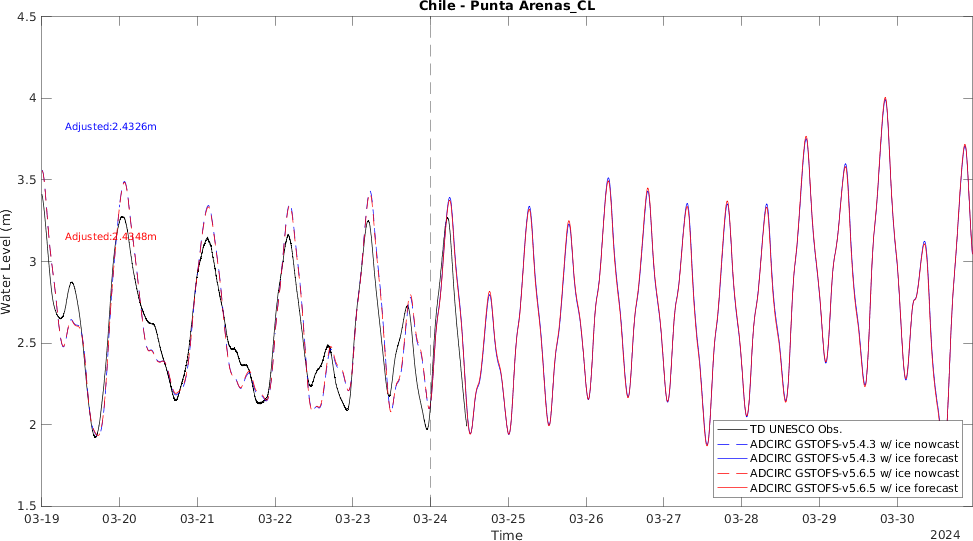 Chile - Punta Arenas_CL
4.5
4
3.5
3
2.5
2
1.5
Water Level (m)
Adjusted:2.4326m
Adjusted:2.4348m
TD UNESCO Obs.
ADCIRC GSTOFS-v5.4.3 w/ ice nowcast
ADCIRC GSTOFS-v5.4.3 w/ ice forecast
ADCIRC GSTOFS-v5.6.5 w/ ice nowcast
ADCIRC GSTOFS-v5.6.5 w/ ice forecast
03-19 03-20 03-21 03-22 03-23 03-24 03-25 03-26 03-27 03-28 03-29 03-30
Time
2024